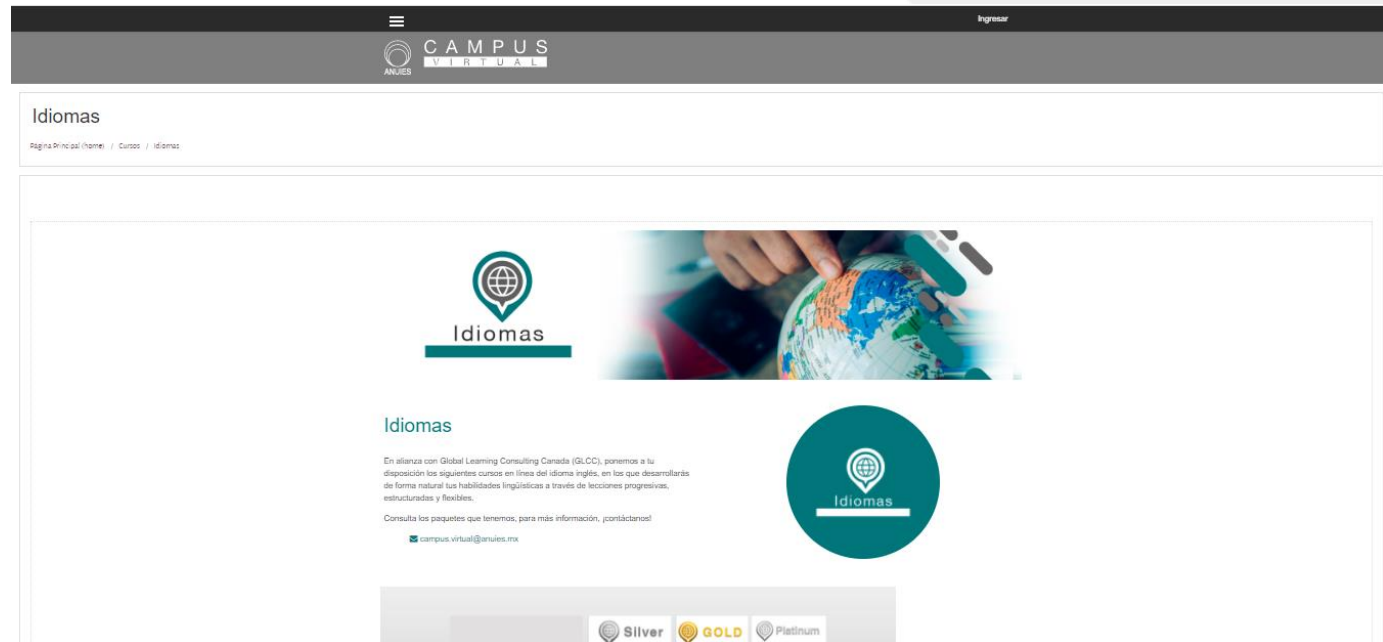 Ingresar
CAMPUS
VIRTUAL
ANUIES
Idiomas
Página Principal (home) / Cursos / Idiomas
Idiomas
Idiomas
En alianza con Global Learning Consulting Canada (GLCC), ponemos a tu
disposición los siguientes cursos en línea del idioma inglés, en los que desarrollarás
de forma natural tus habilidades lingüísticas a través de lecciones progresivas,
estructuradas y flexibles.
Consulta los paquetes que tenemos, para más información, ¡contáctanos!
campus.virtual@anuies.mx
Idiomas
Silver GOLD Platinum